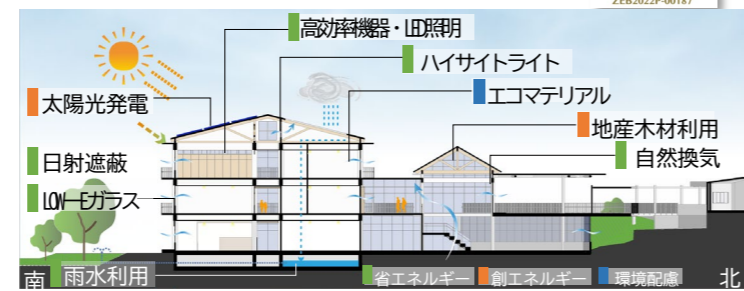 ZEB2022P-00187
高効率機器・LED照明
ハイサイトライト
太陽光発電
エコマテリアル
地産木材利用
日射遮蔽
自然換気
LOW-Eガラス
南
雨水利用
省エネルギー
創エネルギー
環境配慮
北